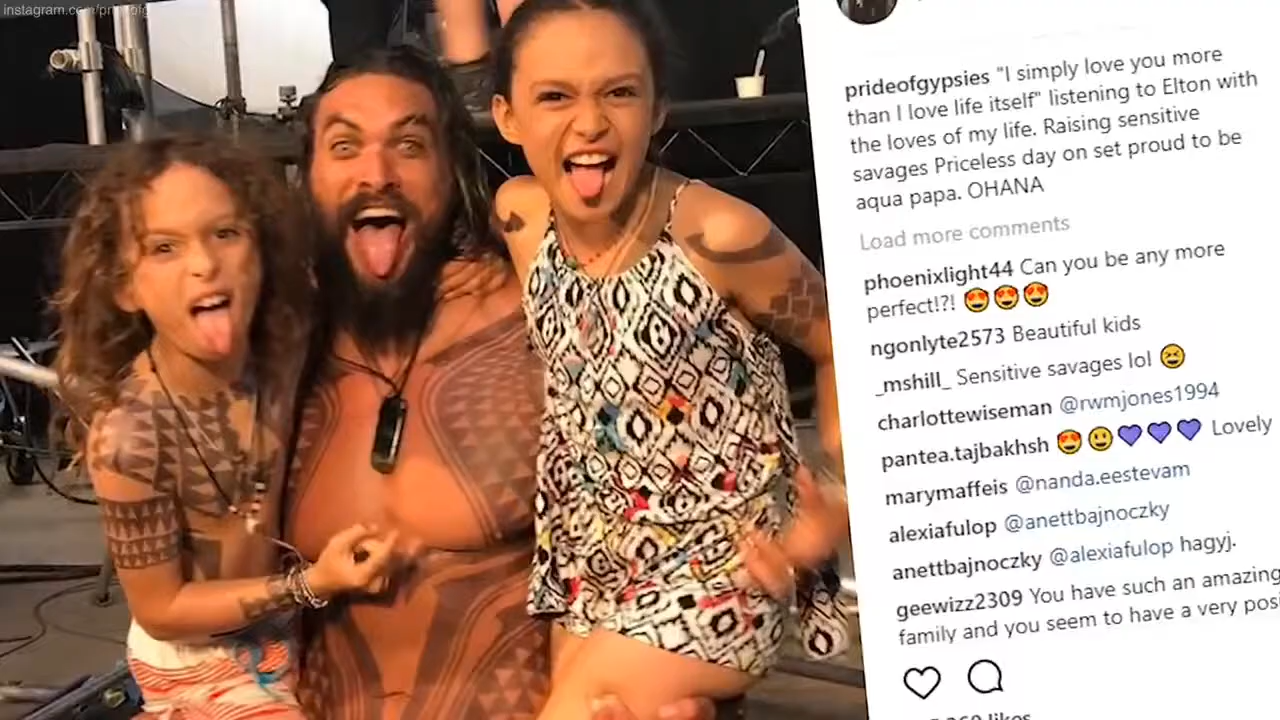 instagram.com/prideofg
prideofgypsies "I simply love you more
than I love life itself" listening to Elton with
the loves of my life. Raising sensitive
savages Priceless day on set proud to be
aqua papa. OHANA
Load more comments
phoenixlight44 Can you be any more
perfect!?! 😍😍😍
ngonlyte2573 Beautiful kids
_mshill_ Sensitive savages lol 😆
charlottewiseman @rwmjones1994
pantea.tajbakhsh 😍😃💜💜💜 Lovely
marymaffeis @nanda.eestevam
alexiafulop @anettbajnoczky
anettbajnoczky @alexiafulop hagyj.
geewizz2309 You have such an amazing
family and you seem to have a very posi
likes